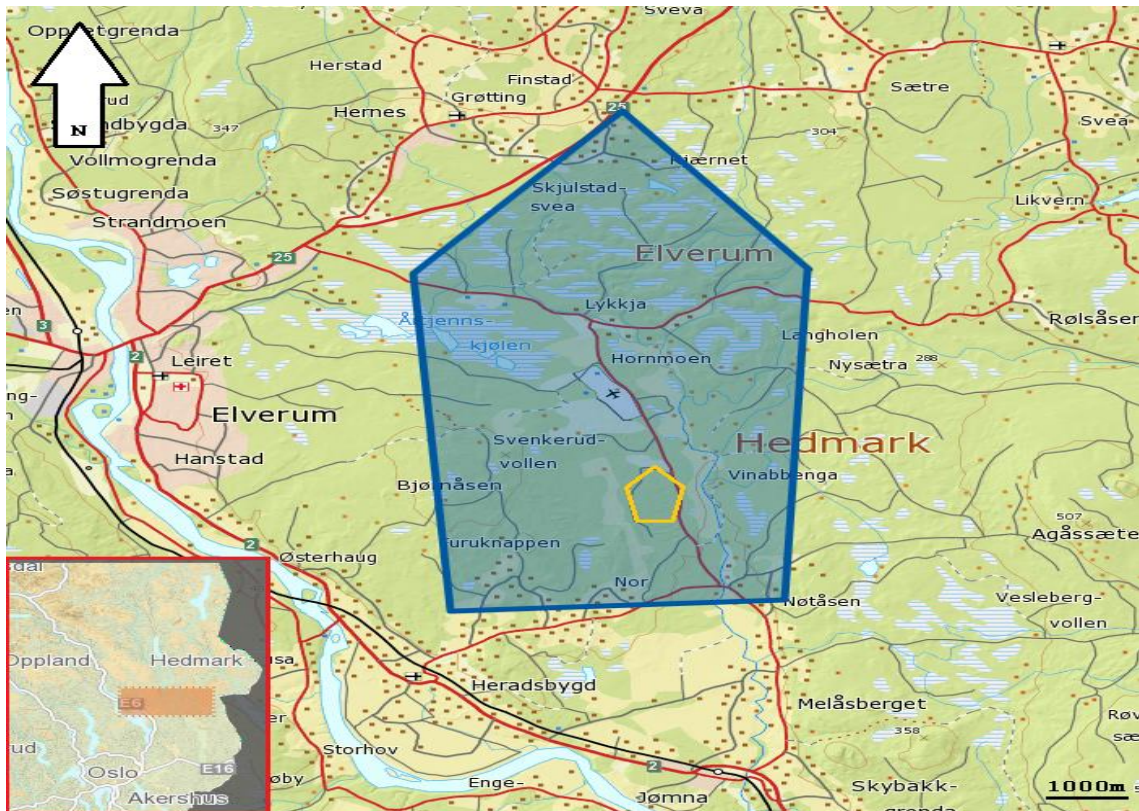 Sveva
Herstad
Finstad
Grøtting
Hernes
Sætre
N
347
25
304
Svea
Vollmogrenda
Kjærnet
Søstugrenda
Skjulstad-
svea
Likvern
Strandmoen
Elverum
25
Lykkja
3
Rølsåsen
Langholen
2
Leiret
kjølen
Hornmoen
Nysætra 288
Elverum
Svenkerud-
vollen
Hedmark
Hanstad
Bjørnåsen
Vinabbenga
507
Agåssæte
2
Østerhaug
Furuknappen
Nor
Nøtåsen
Vesleberg-
vollen
Oppland
Hedmark
Heradsbygd
E6
Melåsberget
358
Storhov
Oslo
E16
2
Enge-
Skybakk-
1000m
Akershus
Jømna
grenda